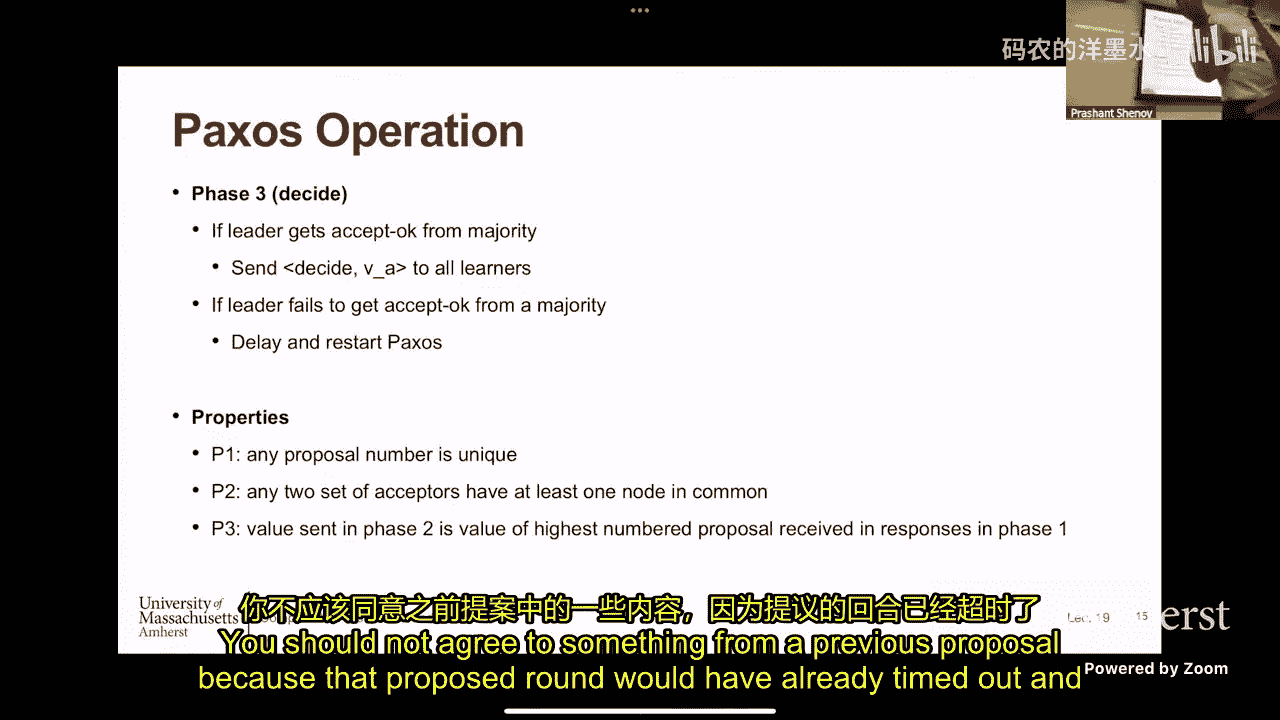 码农的洋墨水
bilibili
Prashant Shenoy
Paxos Operation
• Phase 3 (decide)
• If leader gets accept-ok from majority
• Send <decide, v_a> to all learners
• If leader fails to get accept-ok from a majority
• Delay and restart Paxos
• Properties
• P1: any proposal number is unique
• P2: any two set of acceptors have at least one node in common
• P3: value sent in phase 2 is value of highest numbered proposal received in responses in phase 1
University of
Massachusetts
Amherst
Lec. 19
15
erst
你不应该同意之前提案中的一些内容，因为提议的回合已经超时了
You should not agree to something from a previous proposal
because that proposed round would have already timed out and
Powered by Zoom